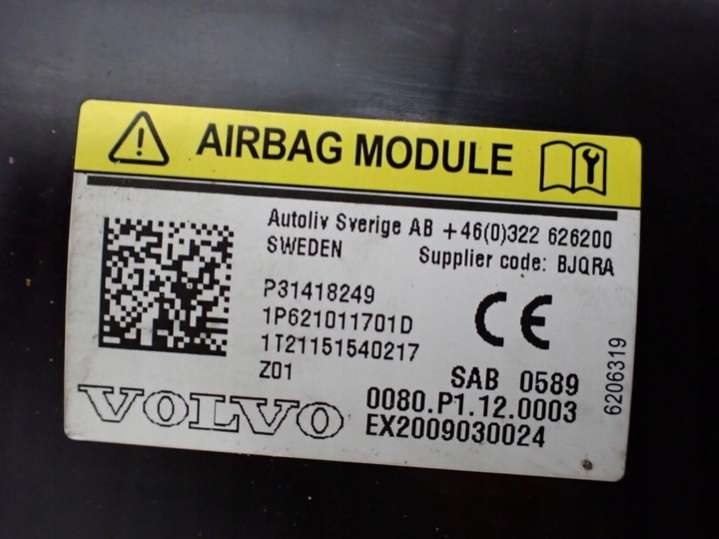 AIRBAG MODULE
Autoliv Sverige AB +46(0)322 626200
SWEDEN Supplier code: BJQRA
P31418249
1P621011701D
1T21151540217
Z01
CE
SAB 0589
0080.P1.12.0003
EX2009030024
VOLVO
6206319